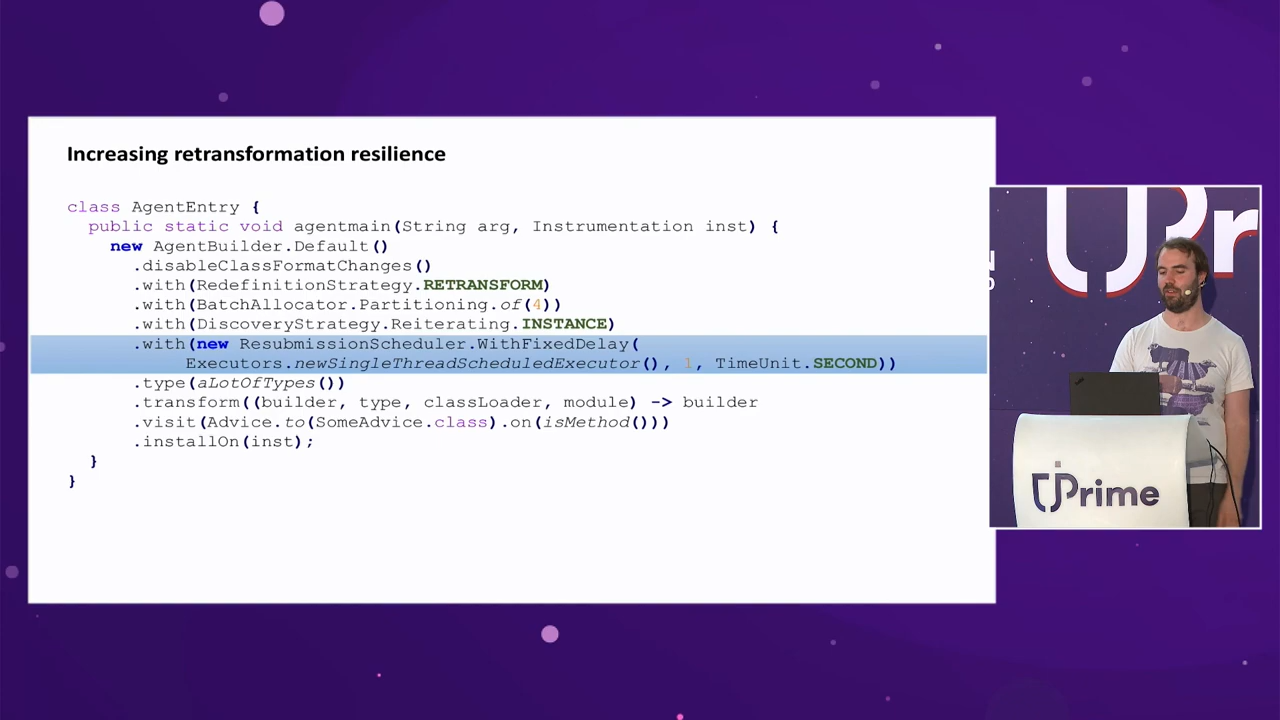 Increasing retransformation resilience
class AgentEntry {
public static void agentmain(String arg, Instrumentation inst) {
new AgentBuilder.Default()
.disableClassFormatChanges()
.with(RedefinitionStrategy.RETRANSFORM)
.with(BatchAllocator.Partitioning.of(4))
.with(DiscoveryStrategy.Reiterating.INSTANCE)
.with(new ResubmissionScheduler.WithFixedDelay(
Executors.newSingleThreadScheduledExecutor(), 1, TimeUnit.SECOND))
.type(aLotOfTypes())
.transform((builder, type, classLoader, module) -> builder
.visit(Advice.to(SomeAdvice.class).on(isMethod()))
.installOn(inst);
}
}
jPrime